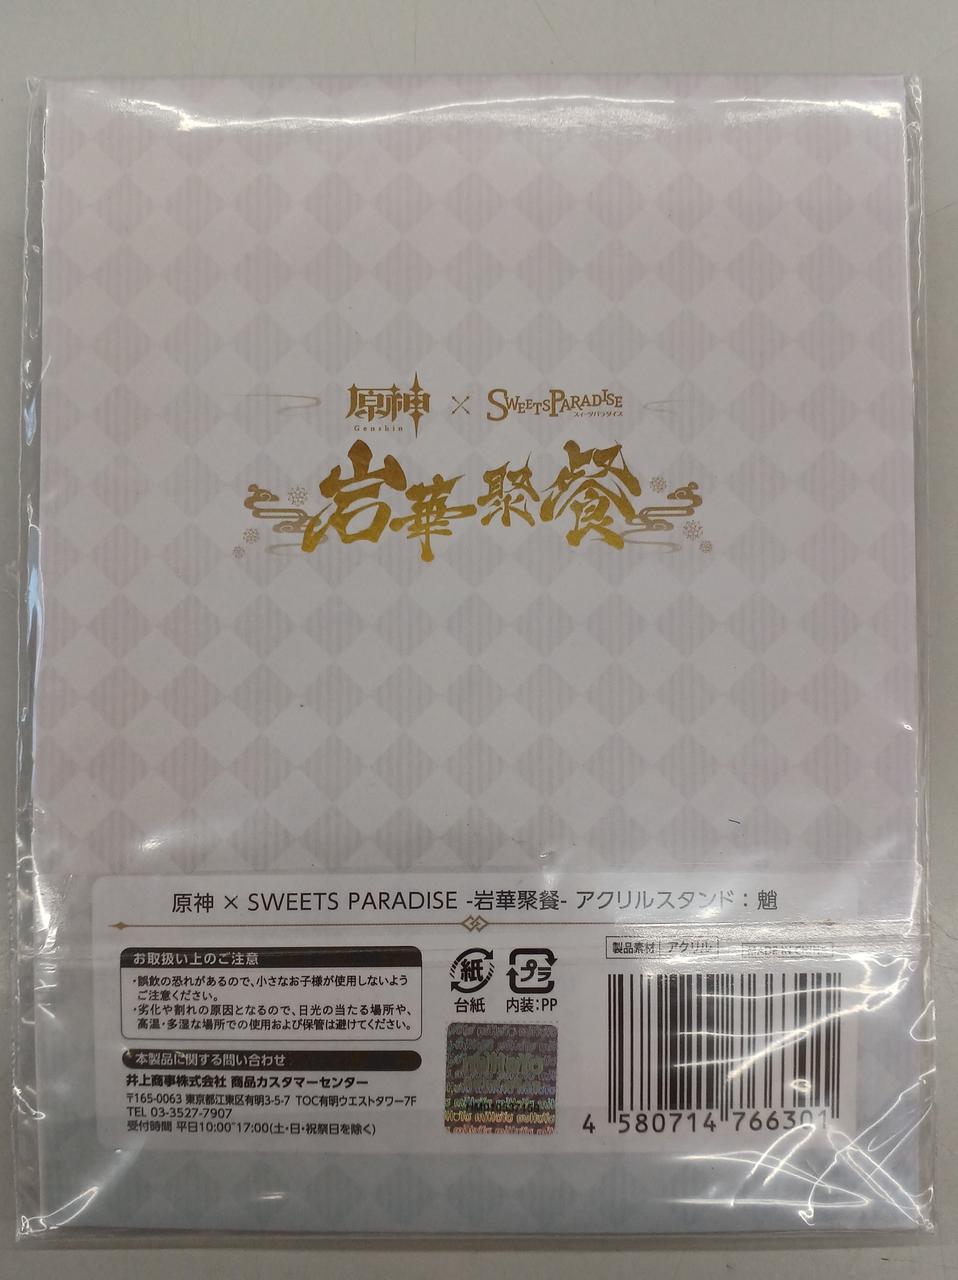 原神
Genshin
×
SWEETS PARADISE
スイーツパラダイス
岩華聚餐
原神 × SWEETS PARADISE -岩華聚餐- アクリルスタンド：魈
お取扱い上のご注意
・誤飲の恐れがあるので、小さなお子様が使用しないよう
ご注意ください。
・劣化や割れの原因となるので、日光の当たる場所や、
高温・多湿な場所での使用および保管は避けてください。
本製品に関する問い合わせ
井上商事株式会社 商品カスタマーセンター
〒165-0063 東京都江東区有明3-5-7 TOC有明ウエストタワー7F
TEL 03-3527-7907
受付時間 平日10:00~17:00(土・日・祝祭日を除く)
紙
台紙
プラ
内装:PP
miHoYo
製品素材 アクリル
MADE IN CHINA
4 580714 766301